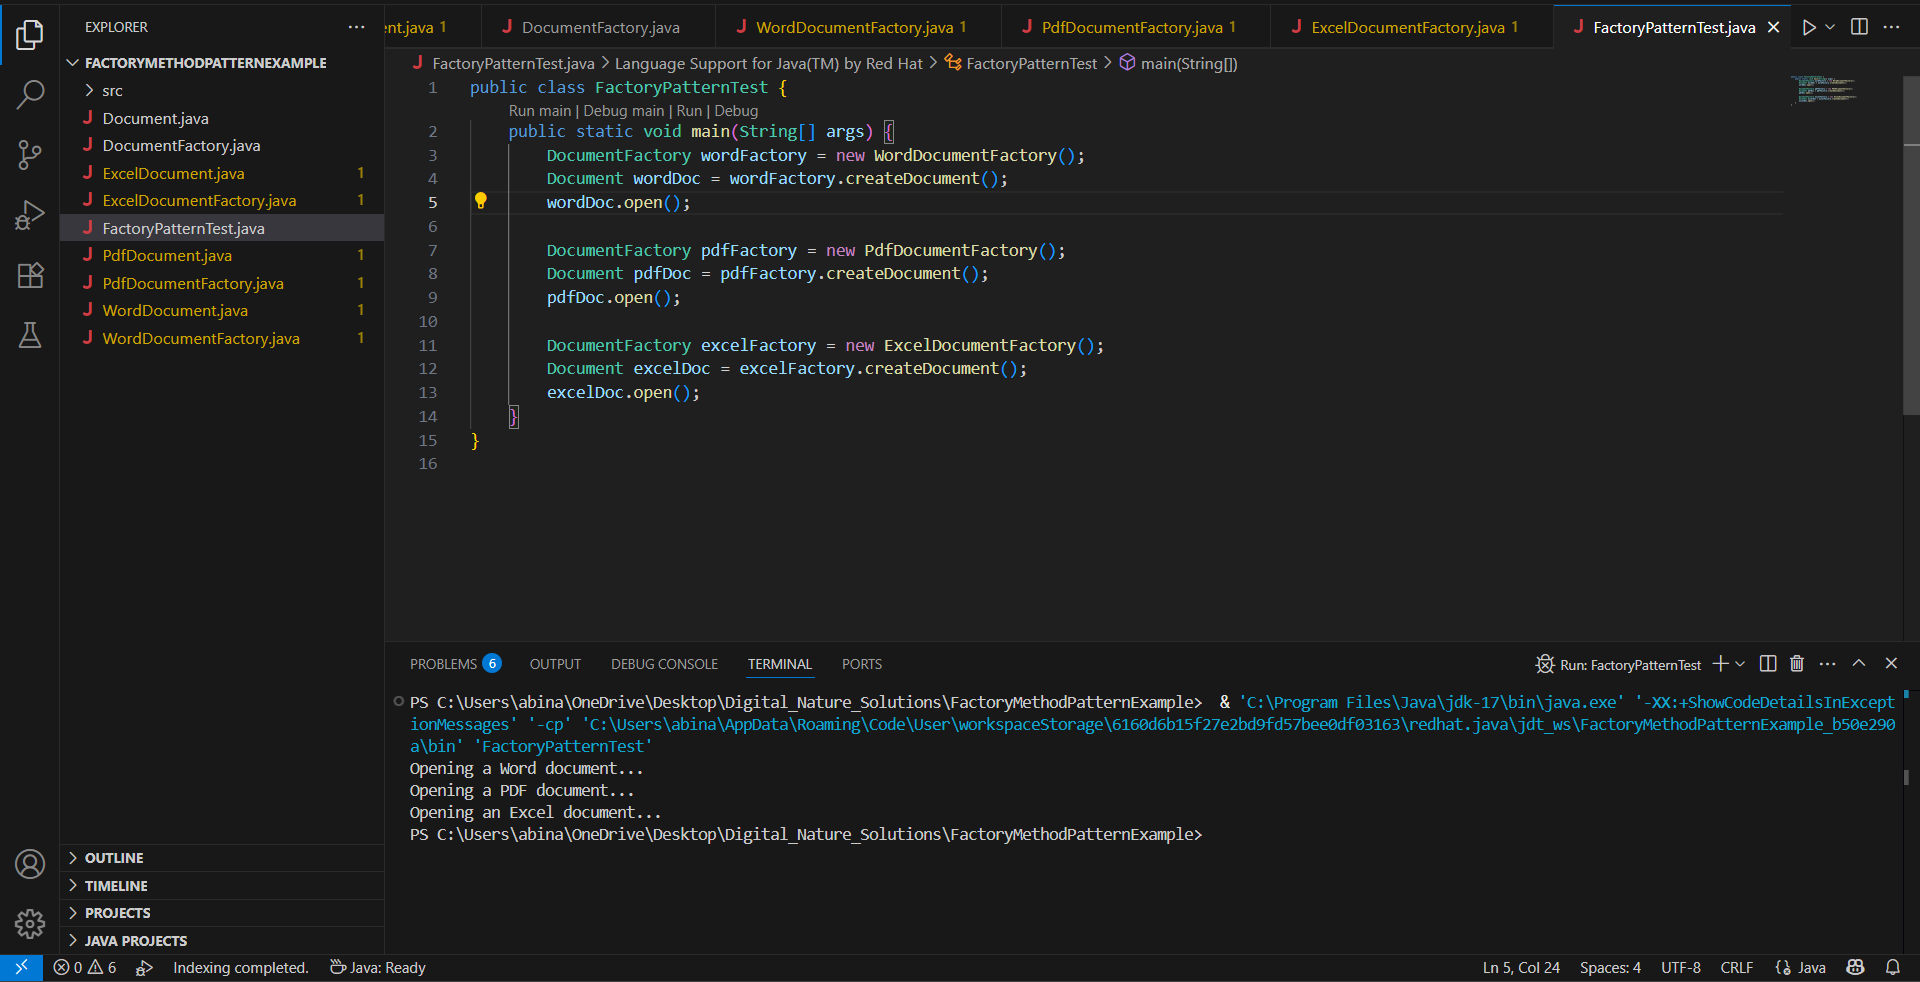 EXPLORER
FACTORYMETHODPATTERNEXAMPLE
src
Document.java
DocumentFactory.java
ExcelDocument.java 1
ExcelDocumentFactory.java 1
FactoryPatternTest.java
PdfDocument.java 1
PdfDocumentFactory.java 1
WordDocument.java 1
WordDocumentFactory.java 1
OUTLINE
TIMELINE
PROJECTS
JAVA PROJECTS
ent.java 1 DocumentFactory.java WordDocumentFactory.java 1 PdfDocumentFactory.java 1 ExcelDocumentFactory.java 1 FactoryPatternTest.java
FactoryPatternTest.java > Language Support for Java(TM) by Red Hat > FactoryPatternTest > main(String[])
1 public class FactoryPatternTest {
Run main | Debug main | Run | Debug
2 public static void main(String[] args) {
3 DocumentFactory wordFactory = new WordDocumentFactory();
4 Document wordDoc = wordFactory.createDocument();
5 wordDoc.open();
6
7 DocumentFactory pdfFactory = new PdfDocumentFactory();
8 Document pdfDoc = pdfFactory.createDocument();
9 pdfDoc.open();
10
11 DocumentFactory excelFactory = new ExcelDocumentFactory();
12 Document excelDoc = excelFactory.createDocument();
13 excelDoc.open();
14 }
15 }
16
PROBLEMS 6 OUTPUT DEBUG CONSOLE TERMINAL PORTS Run: FactoryPatternTest
PS C:\Users\abina\OneDrive\Desktop\Digital_Nature_Solutions\FactoryMethodPatternExample> & 'C:\Program Files\Java\jdk-17\bin\java.exe' '-XX:+ShowCodeDetailsInExcept
ionMessages' '-cp' 'C:\Users\abina\AppData\Roaming\Code\User\workspaceStorage\6160d6b15f27e2bd9fd57bee0df03163\redhat.java\jdt_ws\FactoryMethodPatternExample_b50e290
a\bin' 'FactoryPatternTest'
Opening a Word document...
Opening a PDF document...
Opening an Excel document...
PS C:\Users\abina\OneDrive\Desktop\Digital_Nature_Solutions\FactoryMethodPatternExample>
0 6 Indexing completed. Java: Ready Ln 5, Col 24 Spaces: 4 UTF-8 CRLF Java